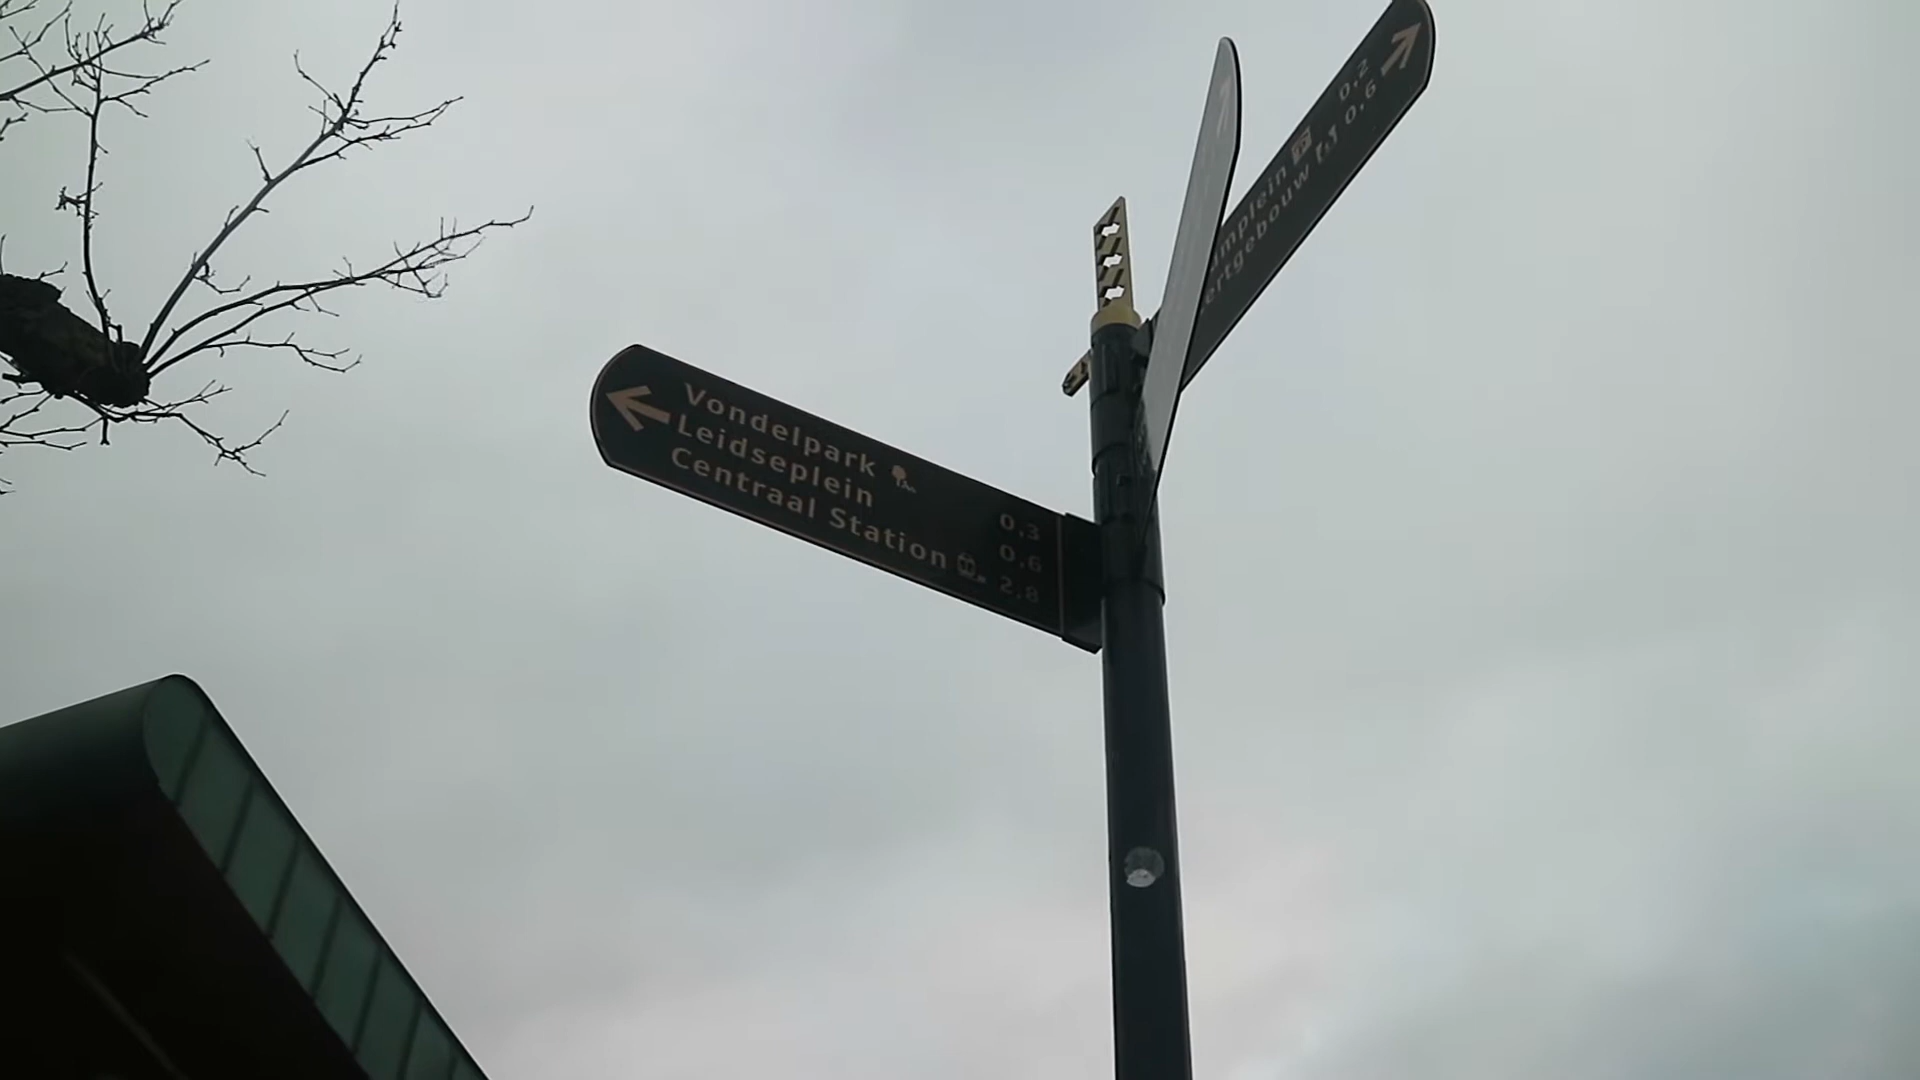 Vondelpark 0.3
Leidseplein 0.6
Centraal Station 2.8
0.2
0.6